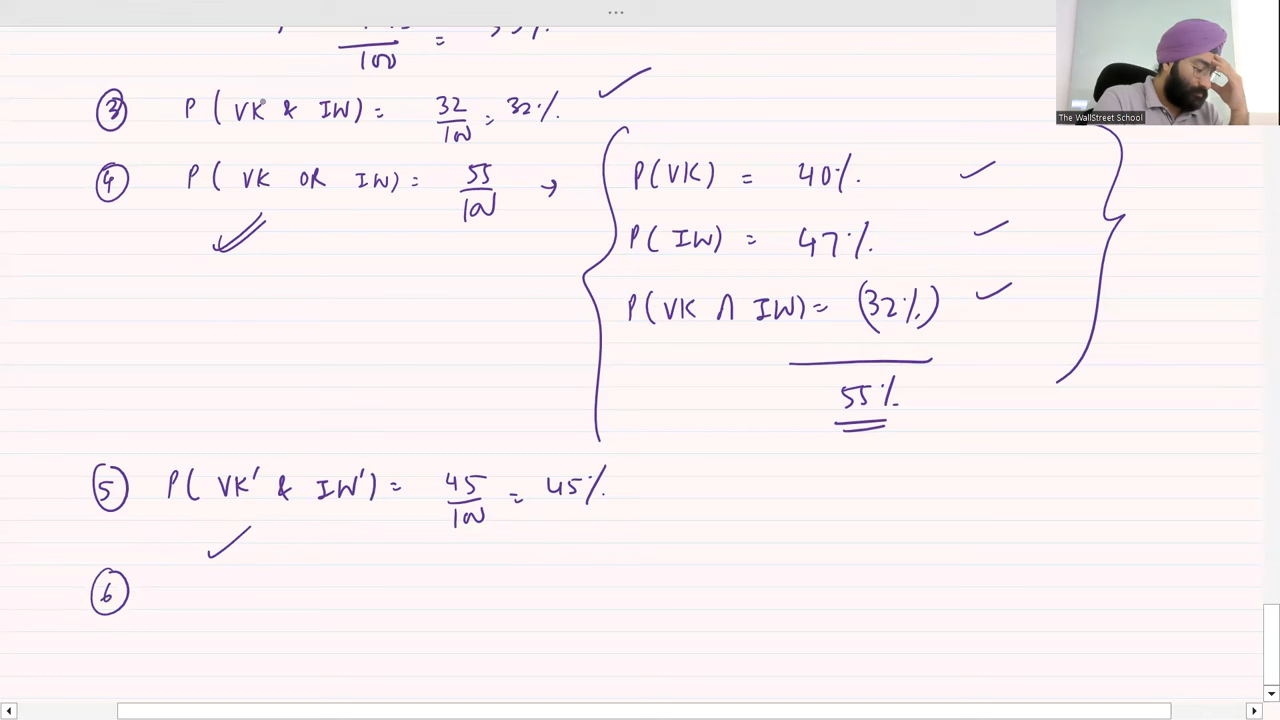 100 =
③ P ( VK & IW ) = 32/100 = 32%
④ P ( VK OR IW ) = 55/100 →
P(VK) = 40%
P( IW) = 47%
P( VK ∩ IW) = (32%)
55%
⑤ P( VK' & IW' ) = 45/100 = 45%
⑥
The WallStreet School